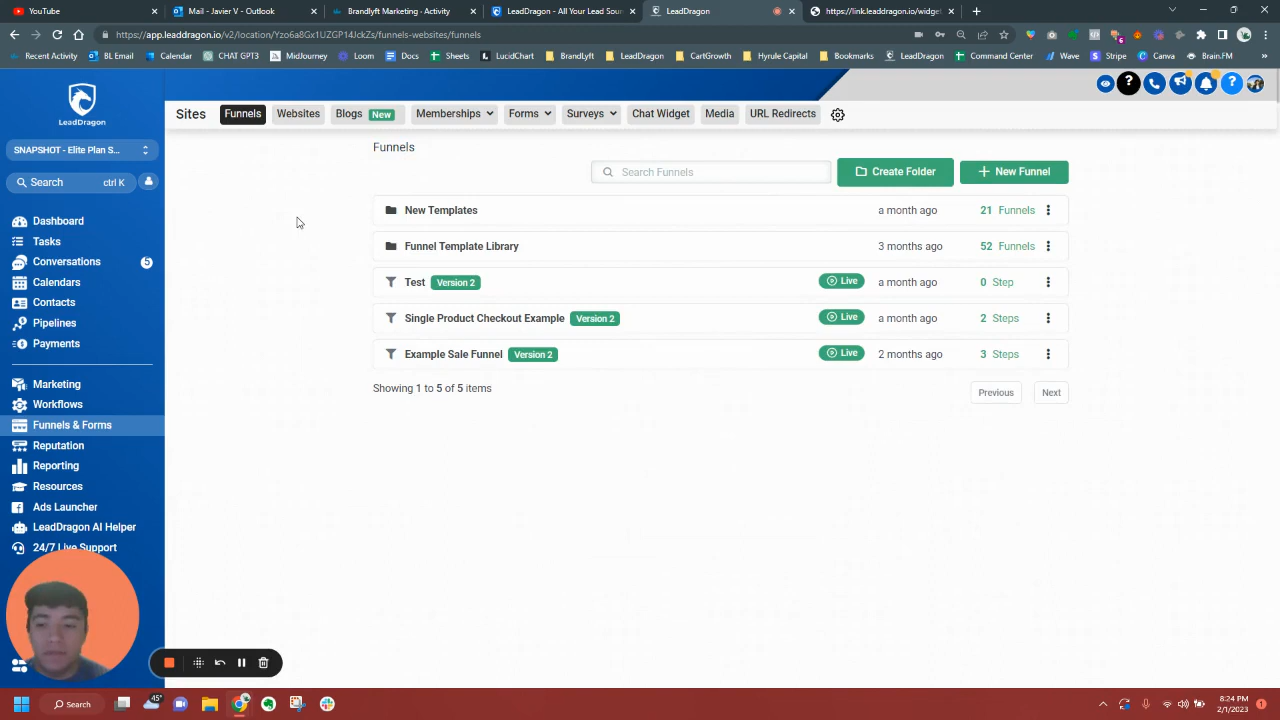 YouTube
Mail - Javier V - Outlook
Brandlyft Marketing - Activity
LeadDragon - All Your Lead Sour
LeadDragon
https://link.leaddragon.io/widget
app.leaddragon.io/v2/location/Yzo6a8Gx1UZGP14JckZs/funnels-websites/funnels
Recent Activity
BL Email
Calendar
CHAT GPT3
MidJourney
Loom
Docs
Sheets
LucidChart
BrandLyft
LeadDragon
CartGrowth
Hyrule Capital
Bookmarks
Command Center
Wave
Stripe
Canva
Brain.FM
LeadDragon
Sites
Funnels
Websites
Blogs New
Memberships
Forms
Surveys
Chat Widget
Media
URL Redirects
SNAPSHOT - Elite Plan S...
Search ctrl K
Dashboard
Tasks
Conversations 5
Calendars
Contacts
Pipelines
Payments
Marketing
Workflows
Funnels & Forms
Reputation
Reporting
Resources
Ads Launcher
LeadDragon AI Helper
24/7 Live Support
Funnels
Search Funnels
Create Folder
New Funnel
New Templates a month ago 21 Funnels
Funnel Template Library 3 months ago 52 Funnels
Test Version 2 Live a month ago 0 Step
Single Product Checkout Example Version 2 Live a month ago 2 Steps
Example Sale Funnel Version 2 Live 2 months ago 3 Steps
Showing 1 to 5 of 5 items
Previous
Next
Search
45°
8:24 PM
2/1/2023